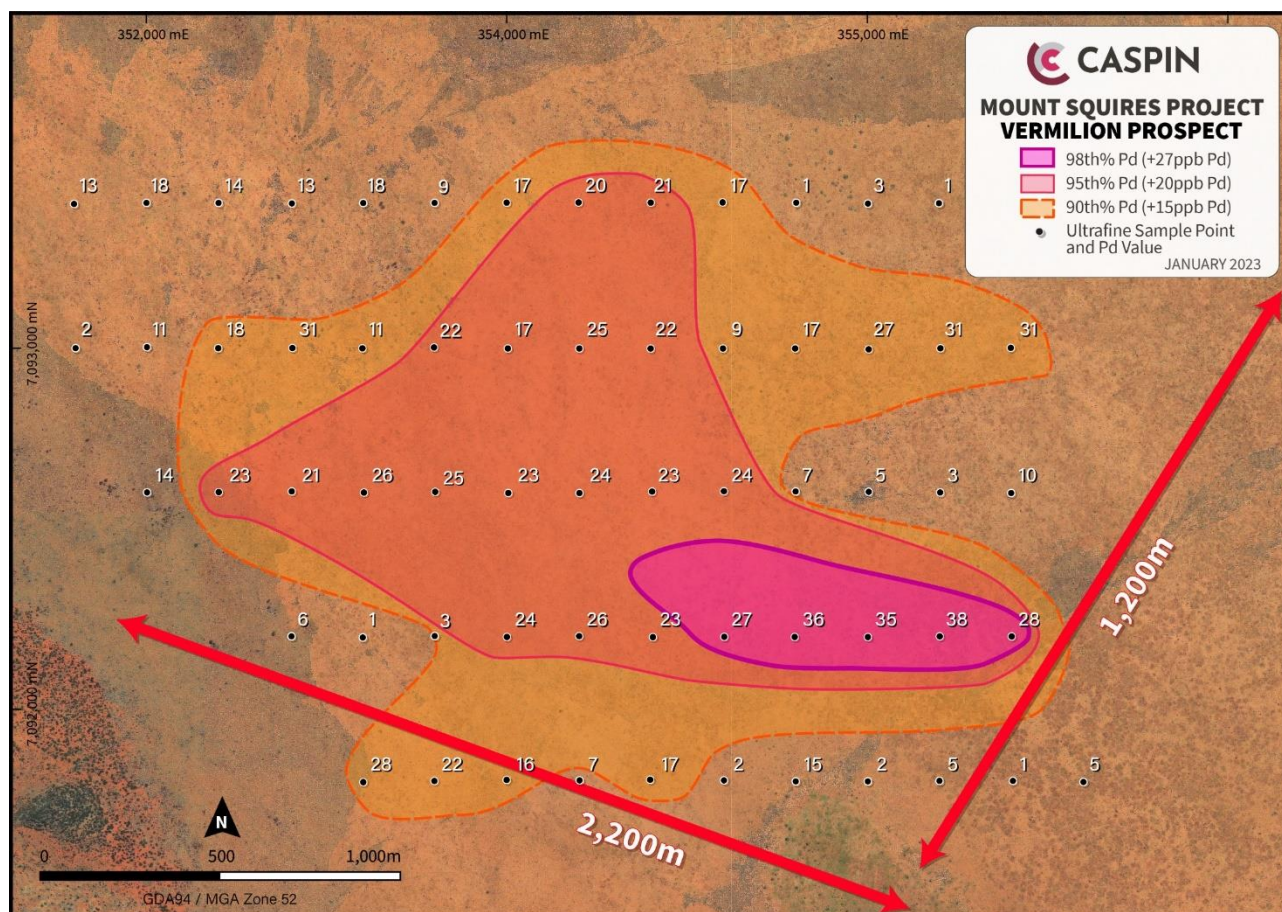 352,000 mE
354,000 mE
355,000 mE
CASPIN
MOUNT SQUIRES PROJECT
VERMILION PROSPECT
98th% Pd (+27ppb Pd)
95th% Pd (+20ppb Pd)
90th% Pd (+15ppb Pd)
Ultrafine Sample Point
and Pd Value
JANUARY 2023
13 18 14 13 18 9 17 20 21 17 1 3 1
7,093,000 mN
2 11 18 31 11 22 17 25 22 9 17 27 31 31
14 23 21 26 25 23 24 23 24 7 5 3 10
6 1 3 24 26 23 27 36 35 38 28
1,200m
7,092,000 mN
28 22 16 7 17 2 15 2 5 1 5
2,200m
N
0 500 1,000m
GDA94 / MGA Zone 52